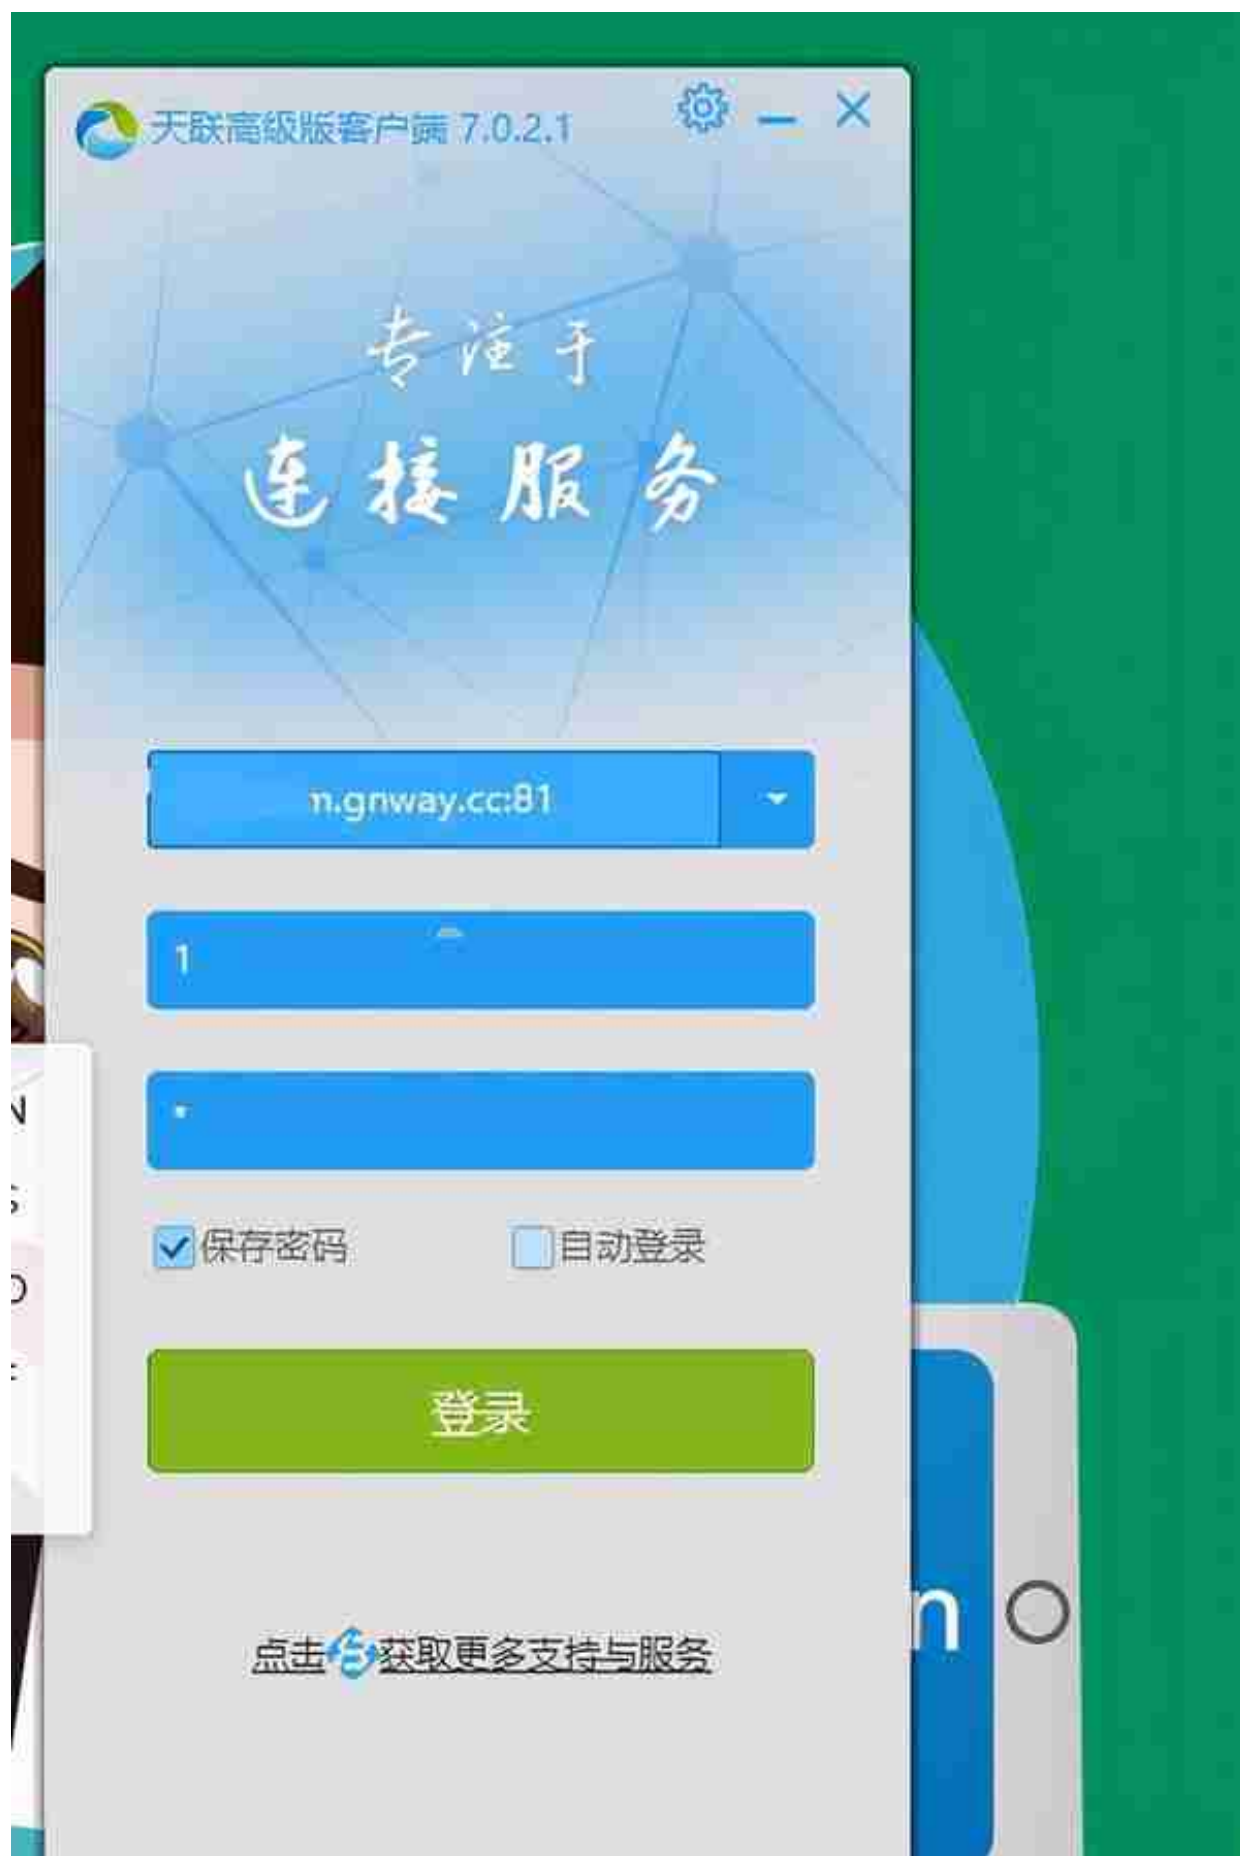 天联高级版客户端 7.0.2.1
专注于
连接服务
n.gnway.cc:81
1
保存密码
自动登录
登录
点击获取更多支持与服务
N
n